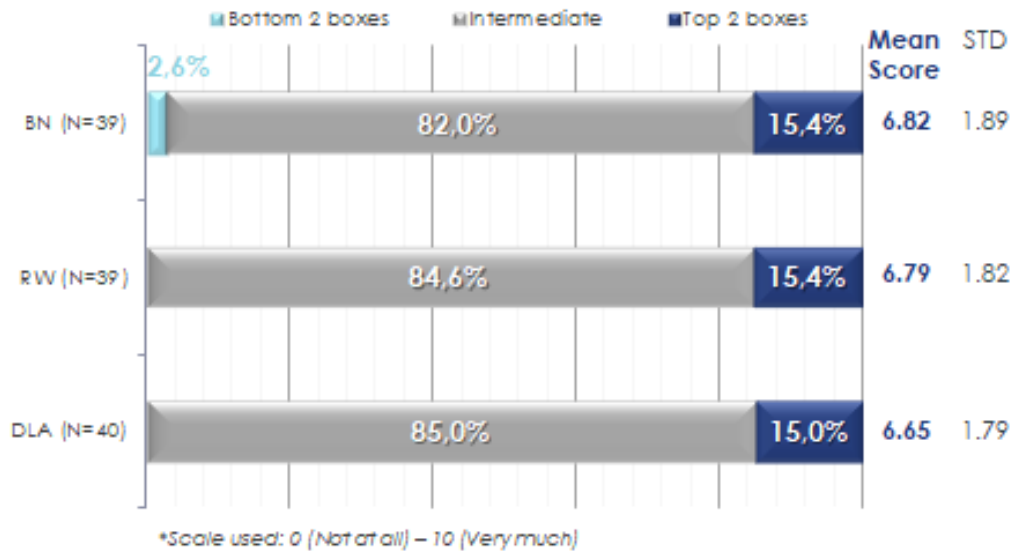 Bottom 2 boxes Intermediate Top 2 boxes
Mean Score STD
2,6%
BN (N=39) 82,0% 15,4% 6.82 1.89
RW (N=39) 84,6% 15,4% 6.79 1.82
DLA (N=40) 85,0% 15,0% 6.65 1.79
*Scale used: 0 (Not at all) – 10 (Very much)